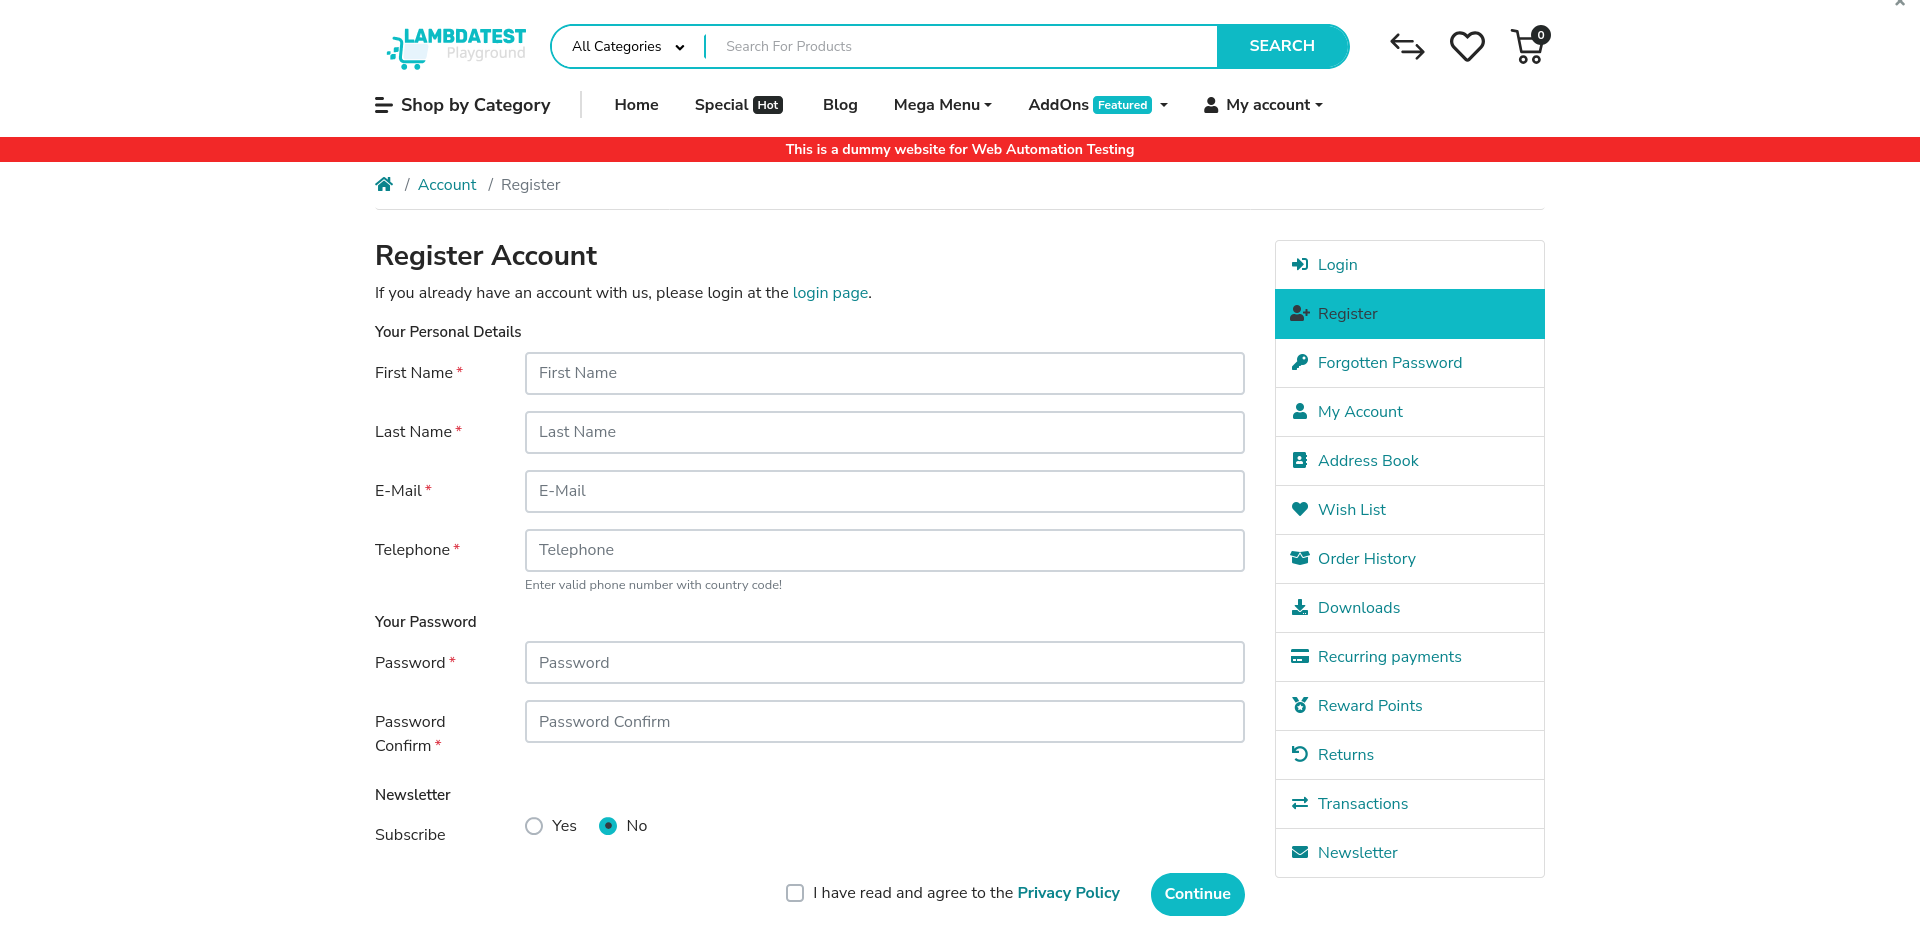 LAMBDATEST
Playground
All Categories
Search For Products
SEARCH
0
Shop by Category
Home
Special Hot
Blog
Mega Menu
AddOns Featured
My account
This is a dummy website for Web Automation Testing
/ Account / Register
Register Account
If you already have an account with us, please login at the login page.
Your Personal Details
First Name *
First Name
Last Name *
Last Name
E-Mail *
E-Mail
Telephone *
Telephone
Enter valid phone number with country code!
Your Password
Password *
Password
Password
Confirm *
Password Confirm
Newsletter
Subscribe
Yes
No
I have read and agree to the Privacy Policy
Continue
Login
Register
Forgotten Password
My Account
Address Book
Wish List
Order History
Downloads
Recurring payments
Reward Points
Returns
Transactions
Newsletter